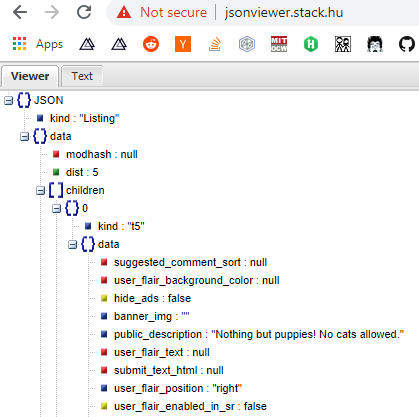 Not secure | jsonviewer.stack.hu
Apps
MIT OCW
H
Viewer Text
JSON
kind : "Listing"
data
modhash : null
dist : 5
children
0
kind : "t5"
data
suggested_comment_sort : null
user_flair_background_color : null
hide_ads : false
banner_img : ""
public_description : "Nothing but puppies! No cats allowed."
user_flair_text : null
submit_text_html : null
user_flair_position : "right"
user_flair_enabled_in_sr : false